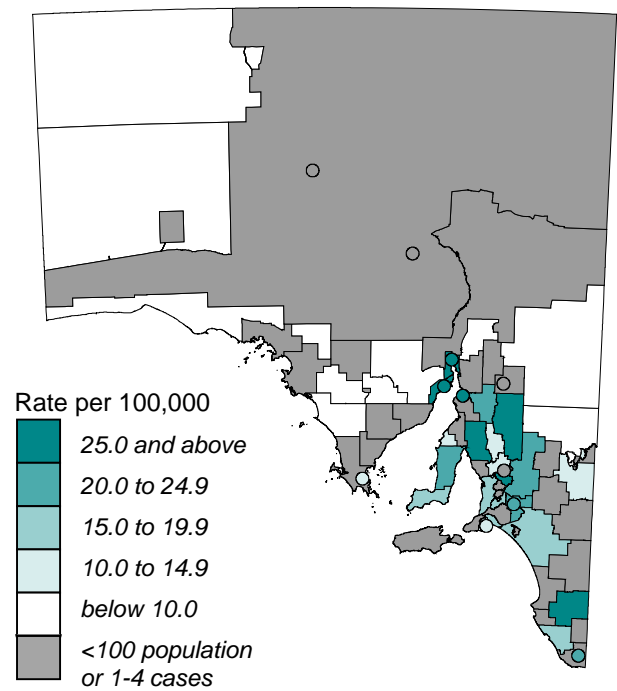 Rate per 100,000
25.0 and above
20.0 to 24.9
15.0 to 19.9
10.0 to 14.9
below 10.0
<100 population
or 1-4 cases